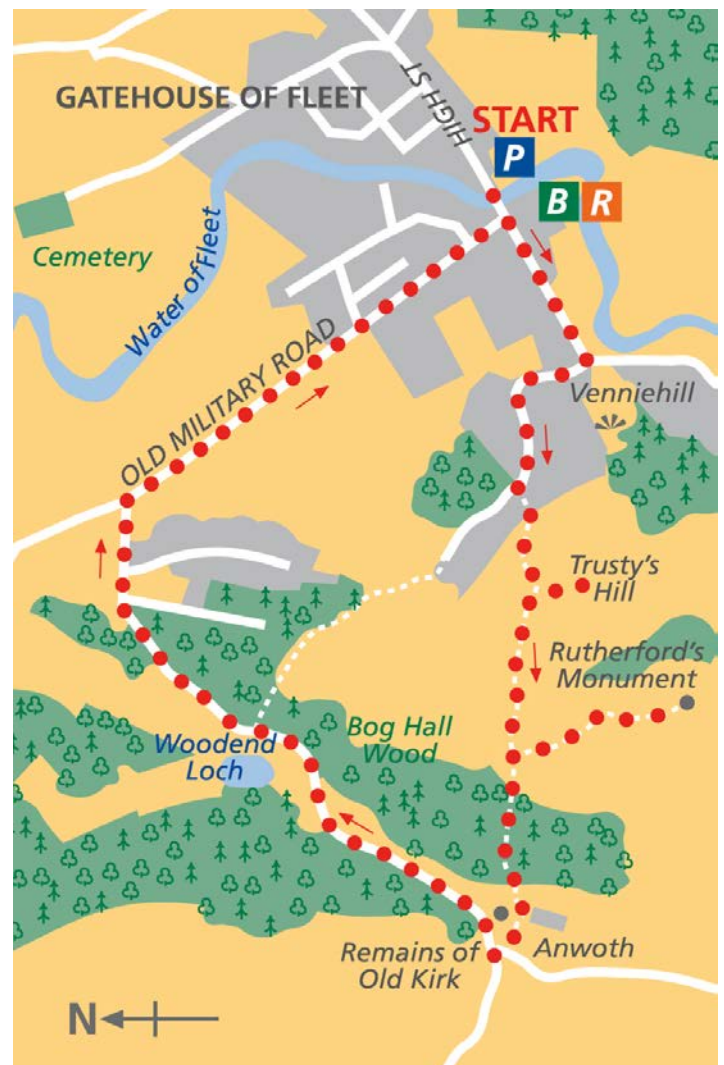 GATEHOUSE OF FLEET
HIGH ST
START
P
B R
Cemetery
Water of Fleet
OLD MILITARY ROAD
Venniehill
Trusty's
Hill
Rutherford's
Monument
Bog Hall
Wood
Woodend
Loch
Remains of
Old Kirk
Anwoth
N